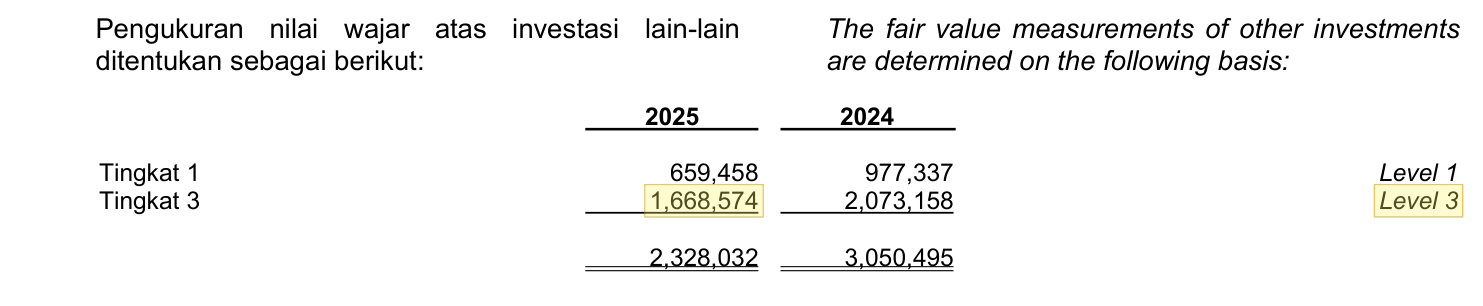 Pengukuran nilai wajar atas investasi lain-lain
ditentukan sebagai berikut:
The fair value measurements of other investments
are determined on the following basis:
2025 2024
Tingkat 1 659,458 977,337 Level 1
Tingkat 3 1,668,574 2,073,158 Level 3
2,328,032 3,050,495